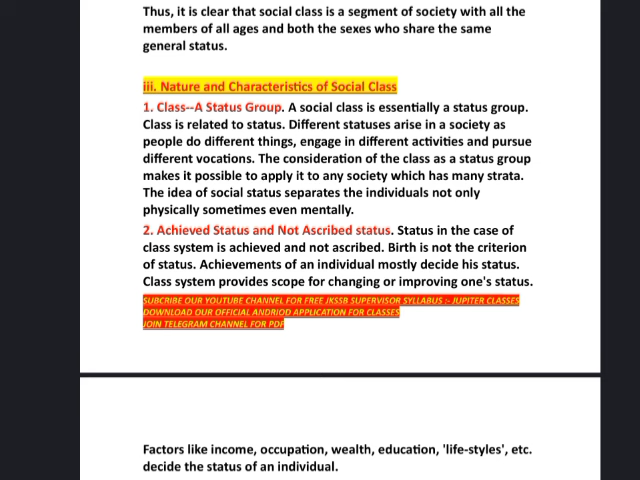 Thus, it is clear that social class is a segment of society with all the
members of all ages and both the sexes who share the same
general status.
iii. Nature and Characteristics of Social Class
1. Class--A Status Group. A social class is essentially a status group.
Class is related to status. Different statuses arise in a society as
people do different things, engage in different activities and pursue
different vocations. The consideration of the class as a status group
makes it possible to apply it to any society which has many strata.
The idea of social status separates the individuals not only
physically sometimes even mentally.
2. Achieved Status and Not Ascribed status. Status in the case of
class system is achieved and not ascribed. Birth is not the criterion
of status. Achievements of an individual mostly decide his status.
Class system provides scope for changing or improving one's status.
SUBCRIBE OUR YOUTUBE CHANNEL FOR FREE JKSSB SUPERVISOR SYLLABUS :- JUPITER CLASSES
DOWNLOAD OUR OFFICIAL ANDRIOD APPLICATION FOR CLASSES
JOIN TELEGRAM CHANNEL FOR PDF
Factors like income, occupation, wealth, education, 'life-styles', etc.
decide the status of an individual.